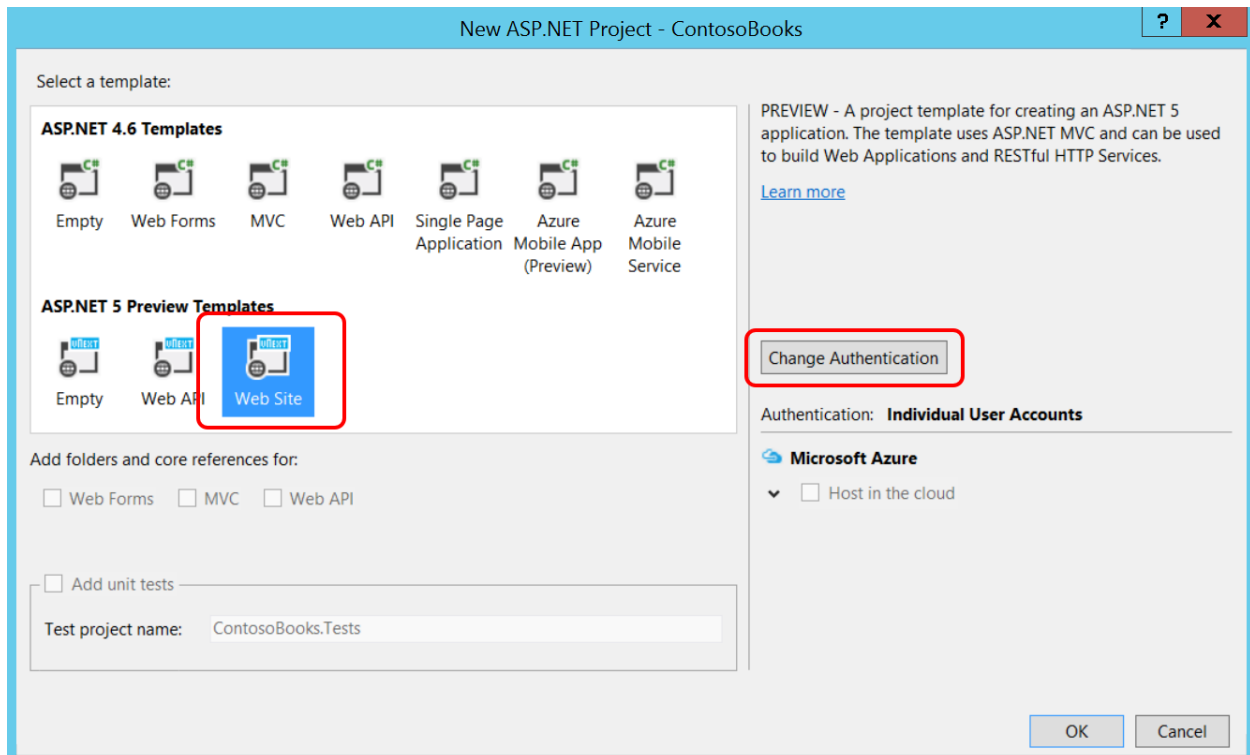 New ASP.NET Project - ContosoBooks
?
X
Select a template:
ASP.NET 4.6 Templates
C# C# C# C# C# C# C#
Empty Web Forms MVC Web API Single Page Azure Azure
Application Mobile App Mobile
(Preview) Service
ASP.NET 5 Preview Templates
vNEXT vNEXT vNEXT
Empty Web API Web Site
Add folders and core references for:
Web Forms MVC Web API
Add unit tests
Test project name: ContosoBooks.Tests
PREVIEW - A project template for creating an ASP.NET 5
application. The template uses ASP.NET MVC and can be used
to build Web Applications and RESTful HTTP Services.
Learn more
Change Authentication
Authentication: Individual User Accounts
Microsoft Azure
Host in the cloud
OK Cancel